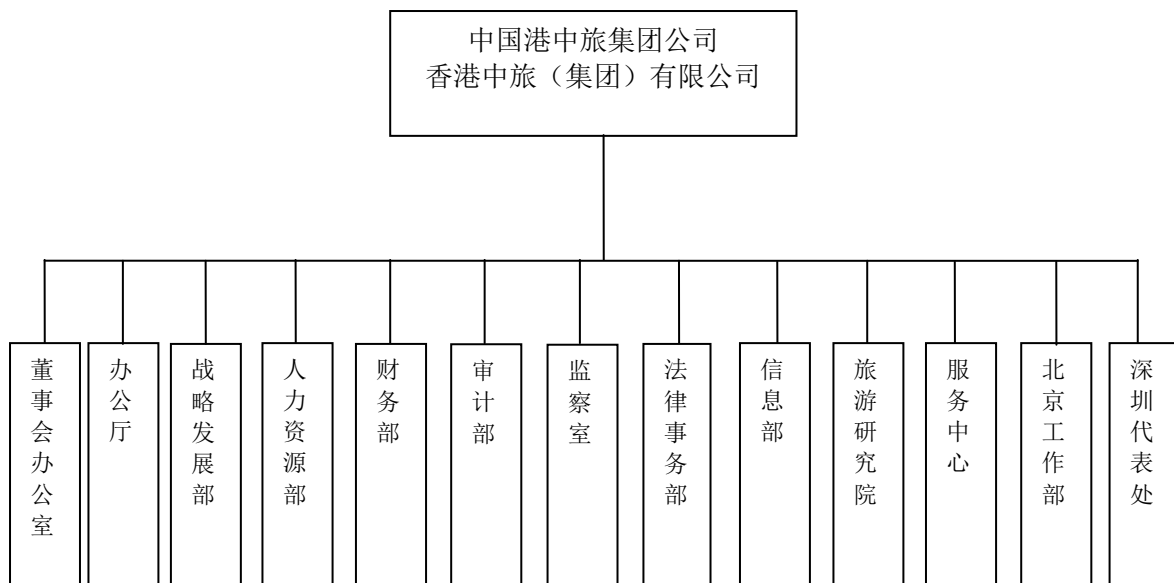 中国港中旅集团公司
香港中旅（集团）有限公司
董事会办公室
办公厅
战略发展部
人力资源部
财务部
审计部
监察室
法律事务部
信息部
旅游研究院
服务中心
北京工作部
深圳代表处